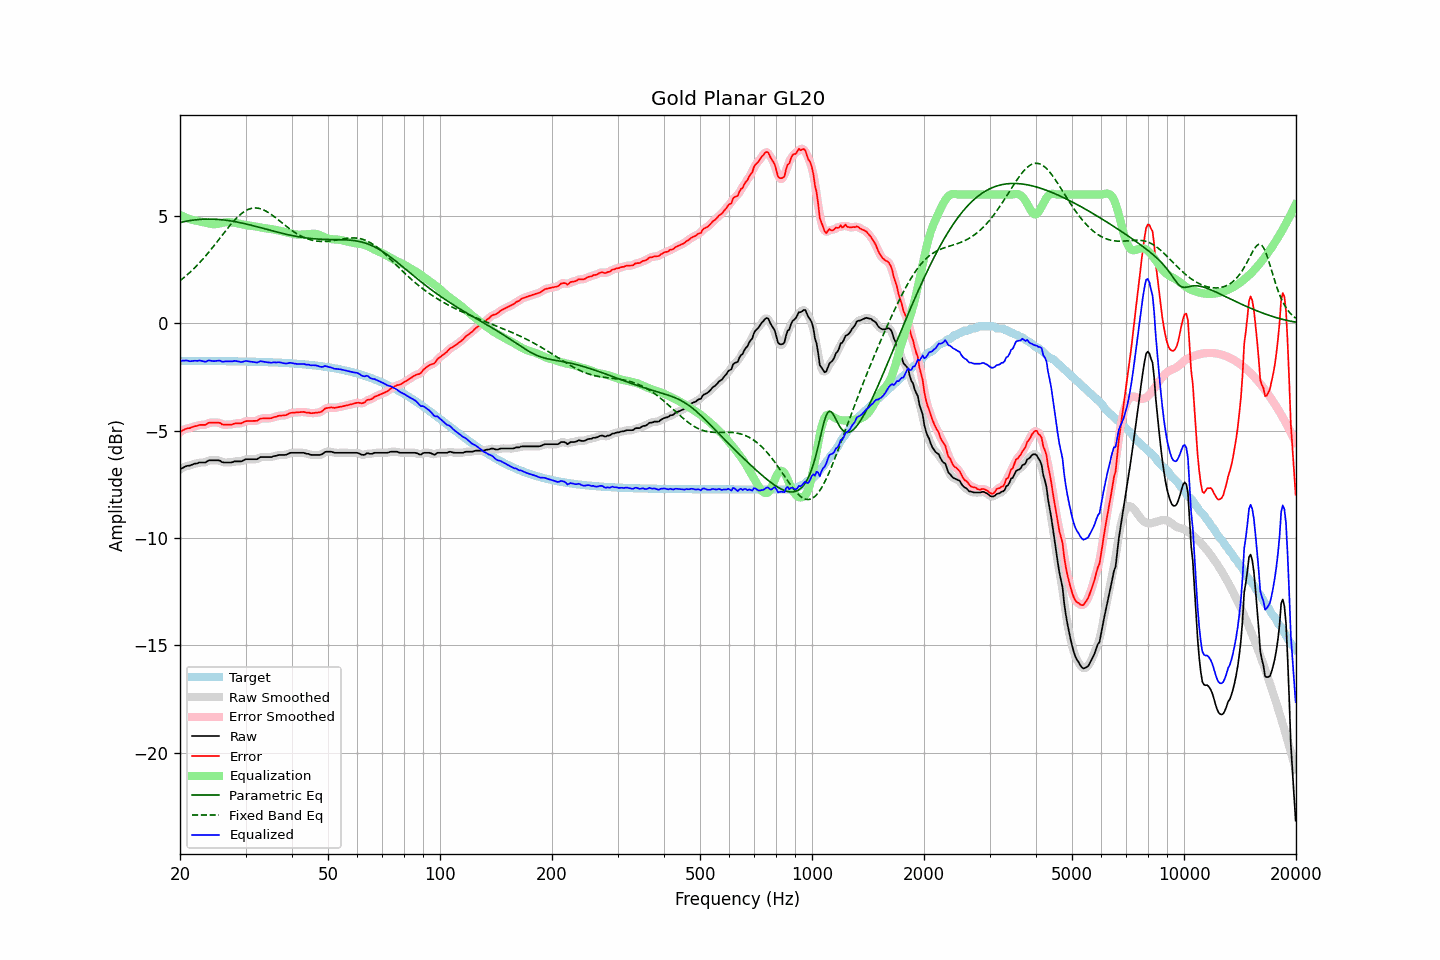 Gold Planar GL20
Amplitude (dBr)
5
0
−5
−10
−15
−20
Target
Raw Smoothed
Error Smoothed
Raw
Error
Equalization
Parametric Eq
Fixed Band Eq
Equalized
20 50 100 200 500 1000 2000 5000 10000 20000
Frequency (Hz)